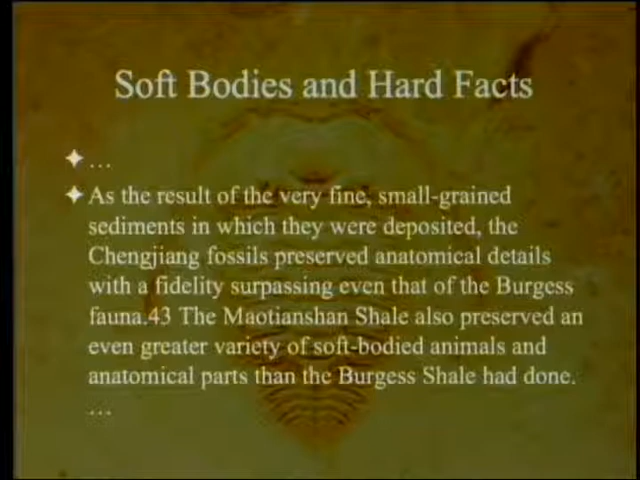 Soft Bodies and Hard Facts
…
As the result of the very fine, small-grained
sediments in which they were deposited, the
Chengjiang fossils preserved anatomical details
with a fidelity surpassing even that of the Burgess
fauna.43 The Maotianshan Shale also preserved an
even greater variety of soft-bodied animals and
anatomical parts than the Burgess Shale had done.
…